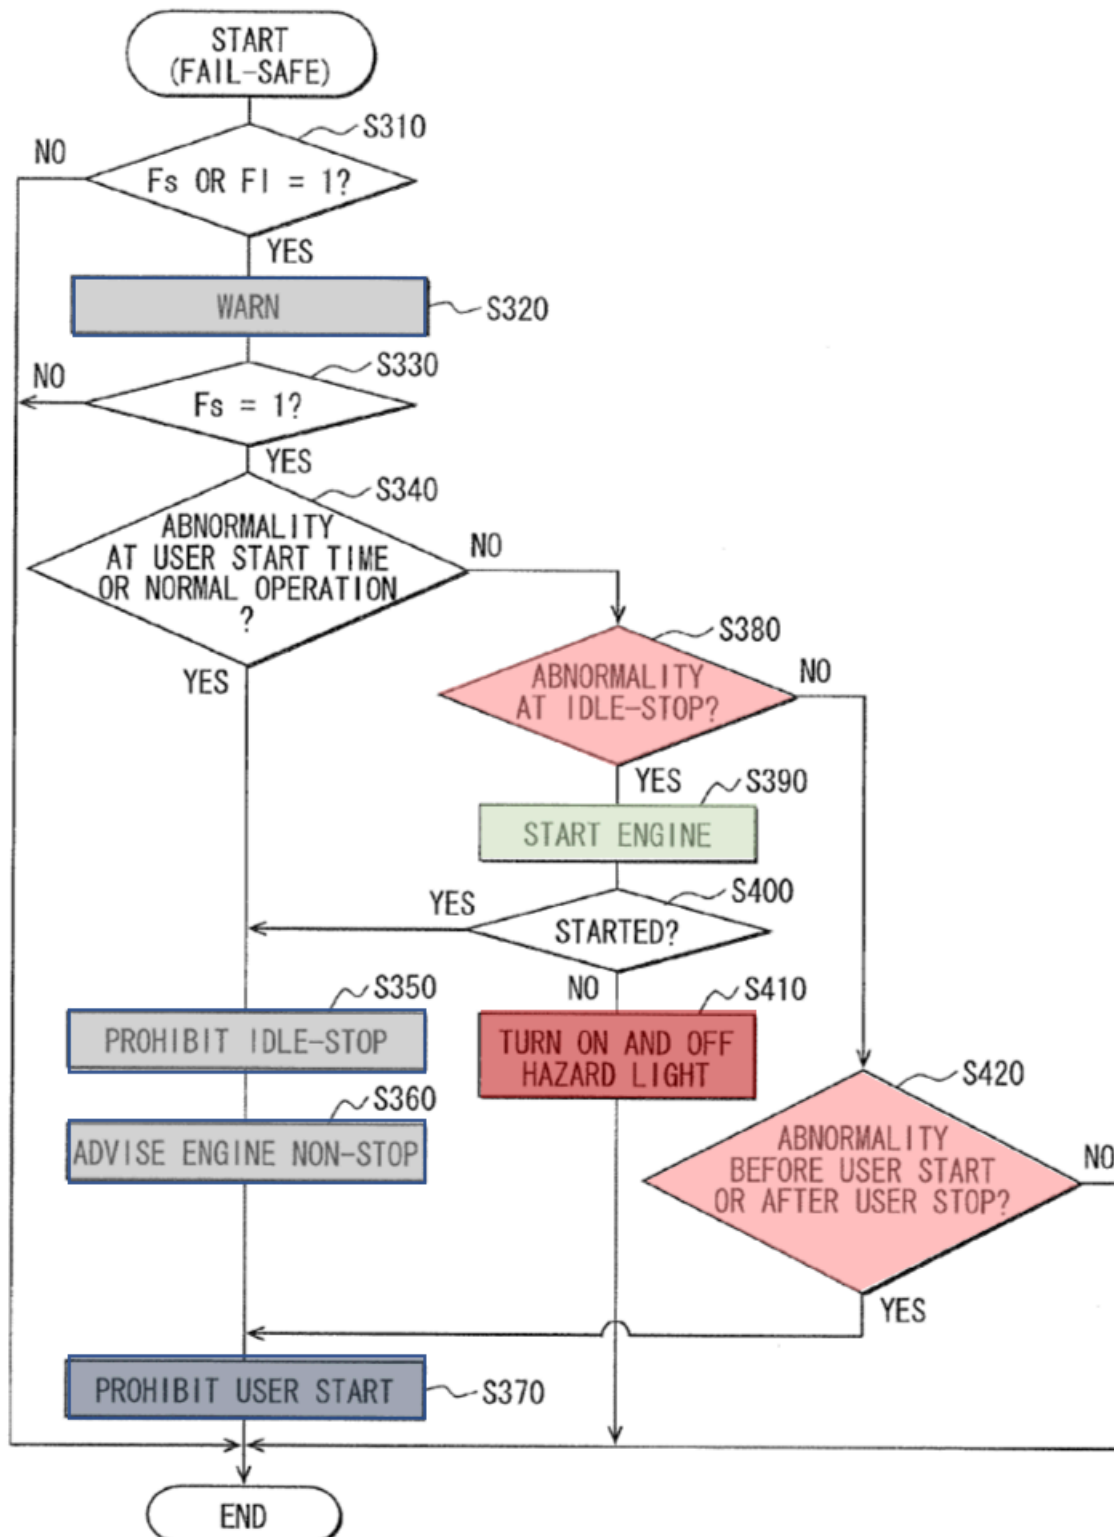 START
(FAIL-SAFE)
S310
NO
Fs OR FI = 1?
YES
WARN
S320
S330
NO
Fs = 1?
YES
S340
ABNORMALITY
AT USER START TIME
OR NORMAL OPERATION
?
NO
YES
S380
ABNORMALITY
AT IDLE-STOP?
NO
YES
S390
START ENGINE
S400
YES
STARTED?
NO
S350
PROHIBIT IDLE-STOP
S410
TURN ON AND OFF
HAZARD LIGHT
S360
ADVISE ENGINE NON-STOP
S420
ABNORMALITY
BEFORE USER START
OR AFTER USER STOP?
NO
YES
PROHIBIT USER START
S370
END